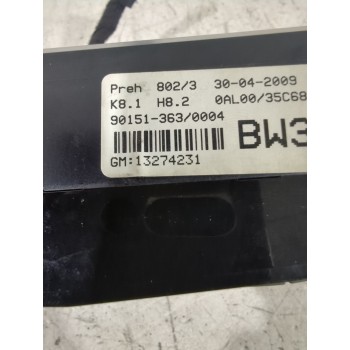 Preh 802/3 30-04-2009
K8.1 H8.2 0AL00/35C68
90151-363/0004
BW3
GM:13274231